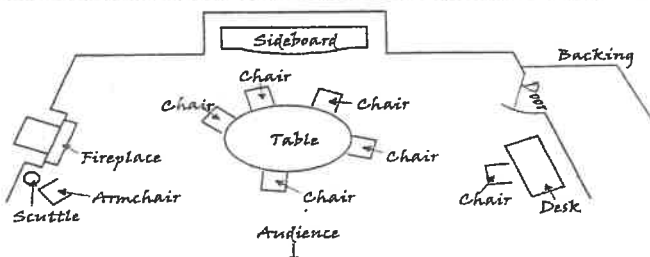 Sideboard
Backing
Chair
Chair
Chair
Door
Table
Fireplace
Chair
Armchair
Chair
Chair
Scuttle
Desk
Audience